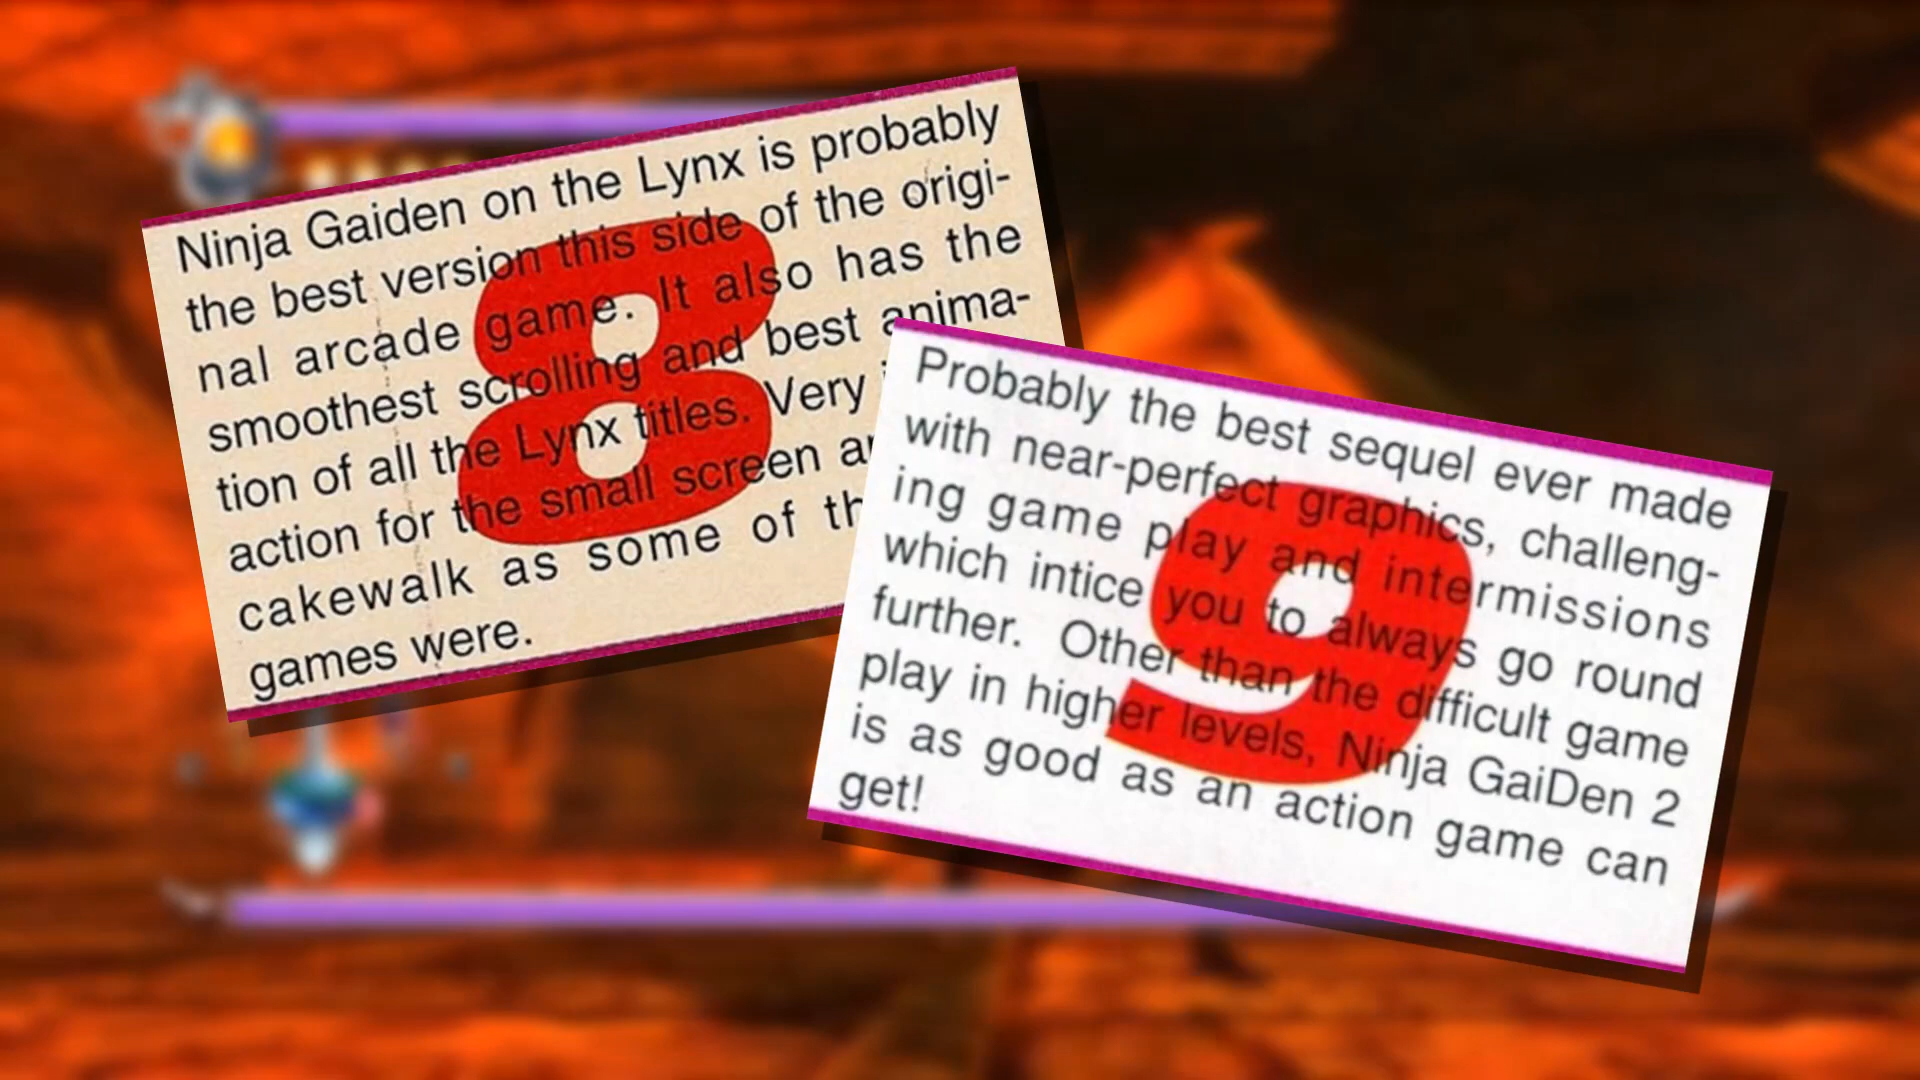 Ninja Gaiden on the Lynx is probably
the best version this side of the origi-
nal arcade game. It also has the
smoothest scrolling and best anima-
tion of all the Lynx titles. Very
action for the small screen
cakewalk as some of
games were.
8
Probably the best sequel ever made
with near-perfect graphics, challeng-
ing game play and intermissions
which intice you to always go round
further. Other than the difficult game
play in higher levels, Ninja GaiDen 2
is as good as an action game can
get!
9